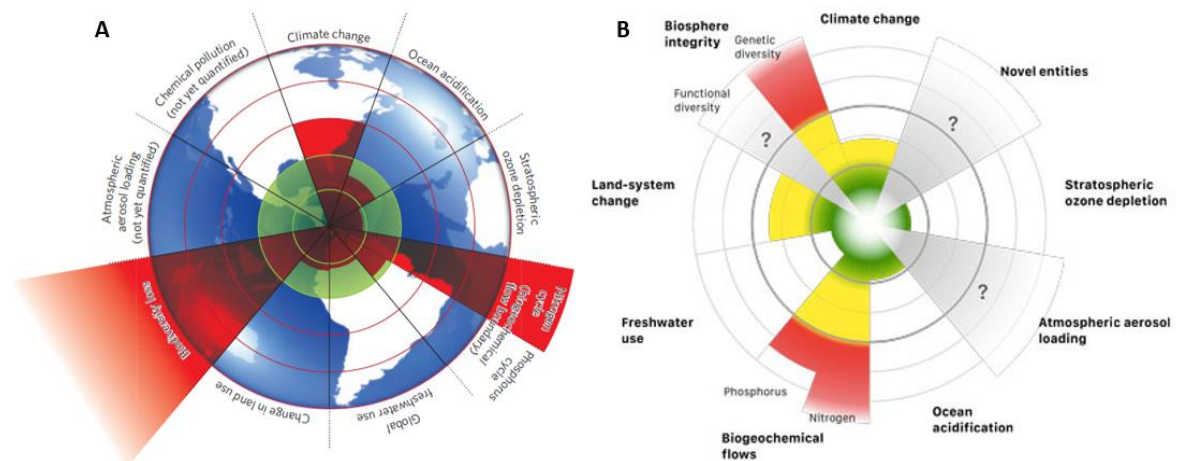 A
Climate change
Ocean acidification
Stratospheric
ozone depletion
Nitrogen
cycle
(biogeochemical
flow boundary)
Phosphorus
cycle
Global
freshwater use
Change in land use
Biodiversity loss
Atmospheric
aerosol loading
(not yet quantified)
Chemical pollution
(not yet quantified)
B
Climate change
Biosphere
integrity
Genetic
diversity
Functional
diversity
?
Novel entities
?
Land-system
change
Stratospheric
ozone depletion
Freshwater
use
?
Atmospheric aerosol
loading
Phosphorus
Nitrogen
Biogeochemical
flows
Ocean
acidification